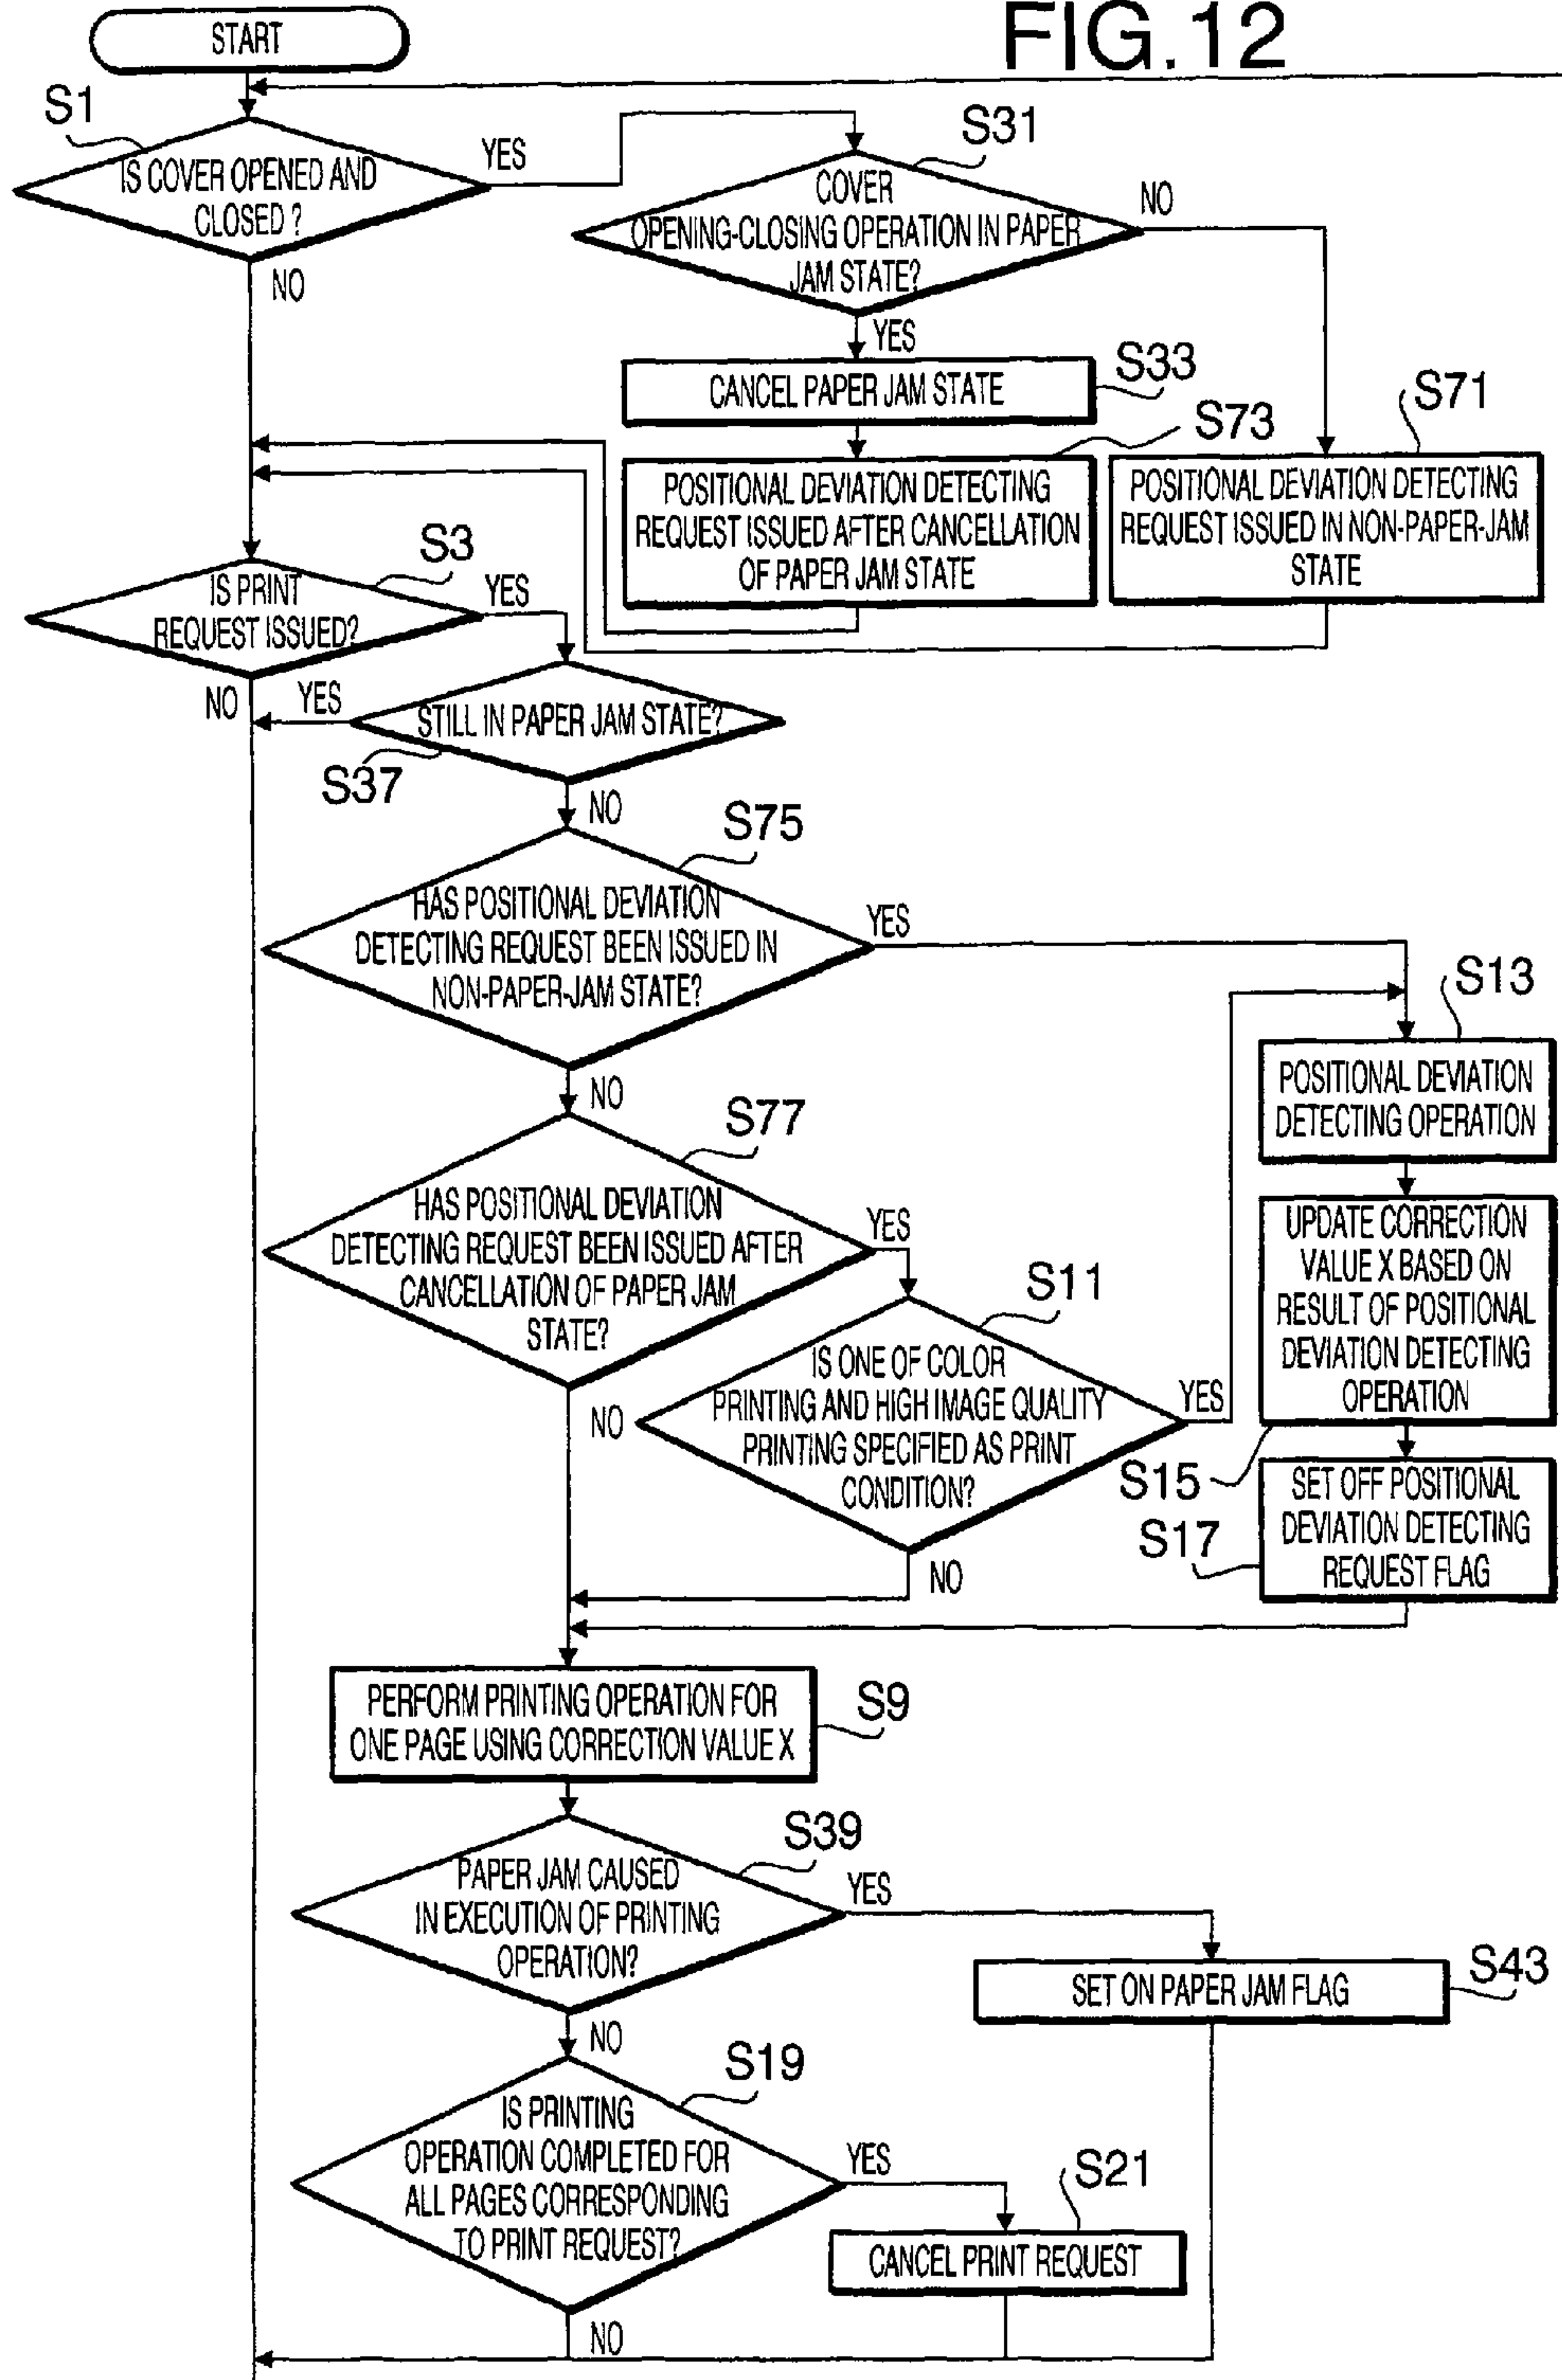 FIG.12
START
S1
IS COVER OPENED AND
CLOSED ?
YES
NO
S31
COVER
OPENING-CLOSING OPERATION IN PAPER
JAM STATE?
NO
YES
CANCEL PAPER JAM STATE
S33
S73
POSITIONAL DEVIATION DETECTING
REQUEST ISSUED AFTER CANCELLATION
OF PAPER JAM STATE
S71
POSITIONAL DEVIATION DETECTING
REQUEST ISSUED IN NON-PAPER-JAM
STATE
S3
IS PRINT
REQUEST ISSUED?
YES
NO
YES
STILL IN PAPER JAM STATE?
S37
NO
S75
HAS POSITIONAL DEVIATION
DETECTING REQUEST BEEN ISSUED IN
NON-PAPER-JAM STATE?
YES
NO
S13
POSITIONAL DEVIATION
DETECTING OPERATION
S77
HAS POSITIONAL DEVIATION
DETECTING REQUEST BEEN ISSUED AFTER
CANCELLATION OF PAPER JAM
STATE?
YES
NO
S11
IS ONE OF COLOR
PRINTING AND HIGH IMAGE QUALITY
PRINTING SPECIFIED AS PRINT
CONDITION?
YES
NO
UPDATE CORRECTION
VALUE X BASED ON
RESULT OF POSITIONAL
DEVIATION DETECTING
OPERATION
S15
SET OFF POSITIONAL
DEVIATION DETECTING
REQUEST FLAG
S17
PERFORM PRINTING OPERATION FOR
ONE PAGE USING CORRECTION VALUE X
S9
S39
PAPER JAM CAUSED
IN EXECUTION OF PRINTING
OPERATION?
YES
NO
SET ON PAPER JAM FLAG
S43
S19
IS PRINTING
OPERATION COMPLETED FOR
ALL PAGES CORRESPONDING
TO PRINT REQUEST?
YES
NO
S21
CANCEL PRINT REQUEST